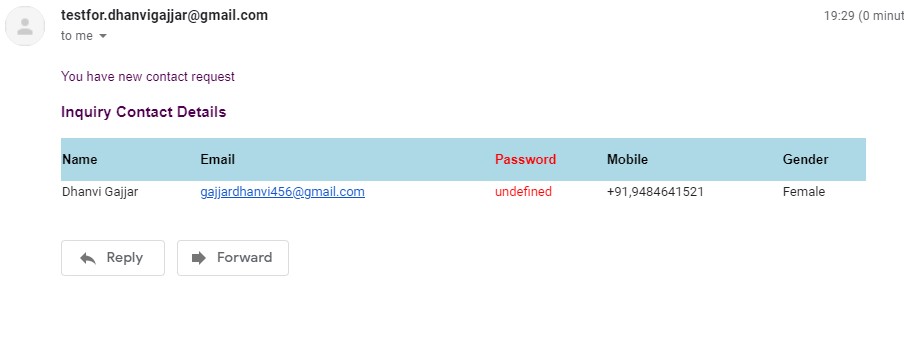 testfor.dhanvigajjar@gmail.com 19:29 (0 minut
to me
You have new contact request
Inquiry Contact Details
Name Email Password Mobile Gender
Dhanvi Gajjar gajjardhanvi456@gmail.com undefined +91,9484641521 Female
Reply Forward